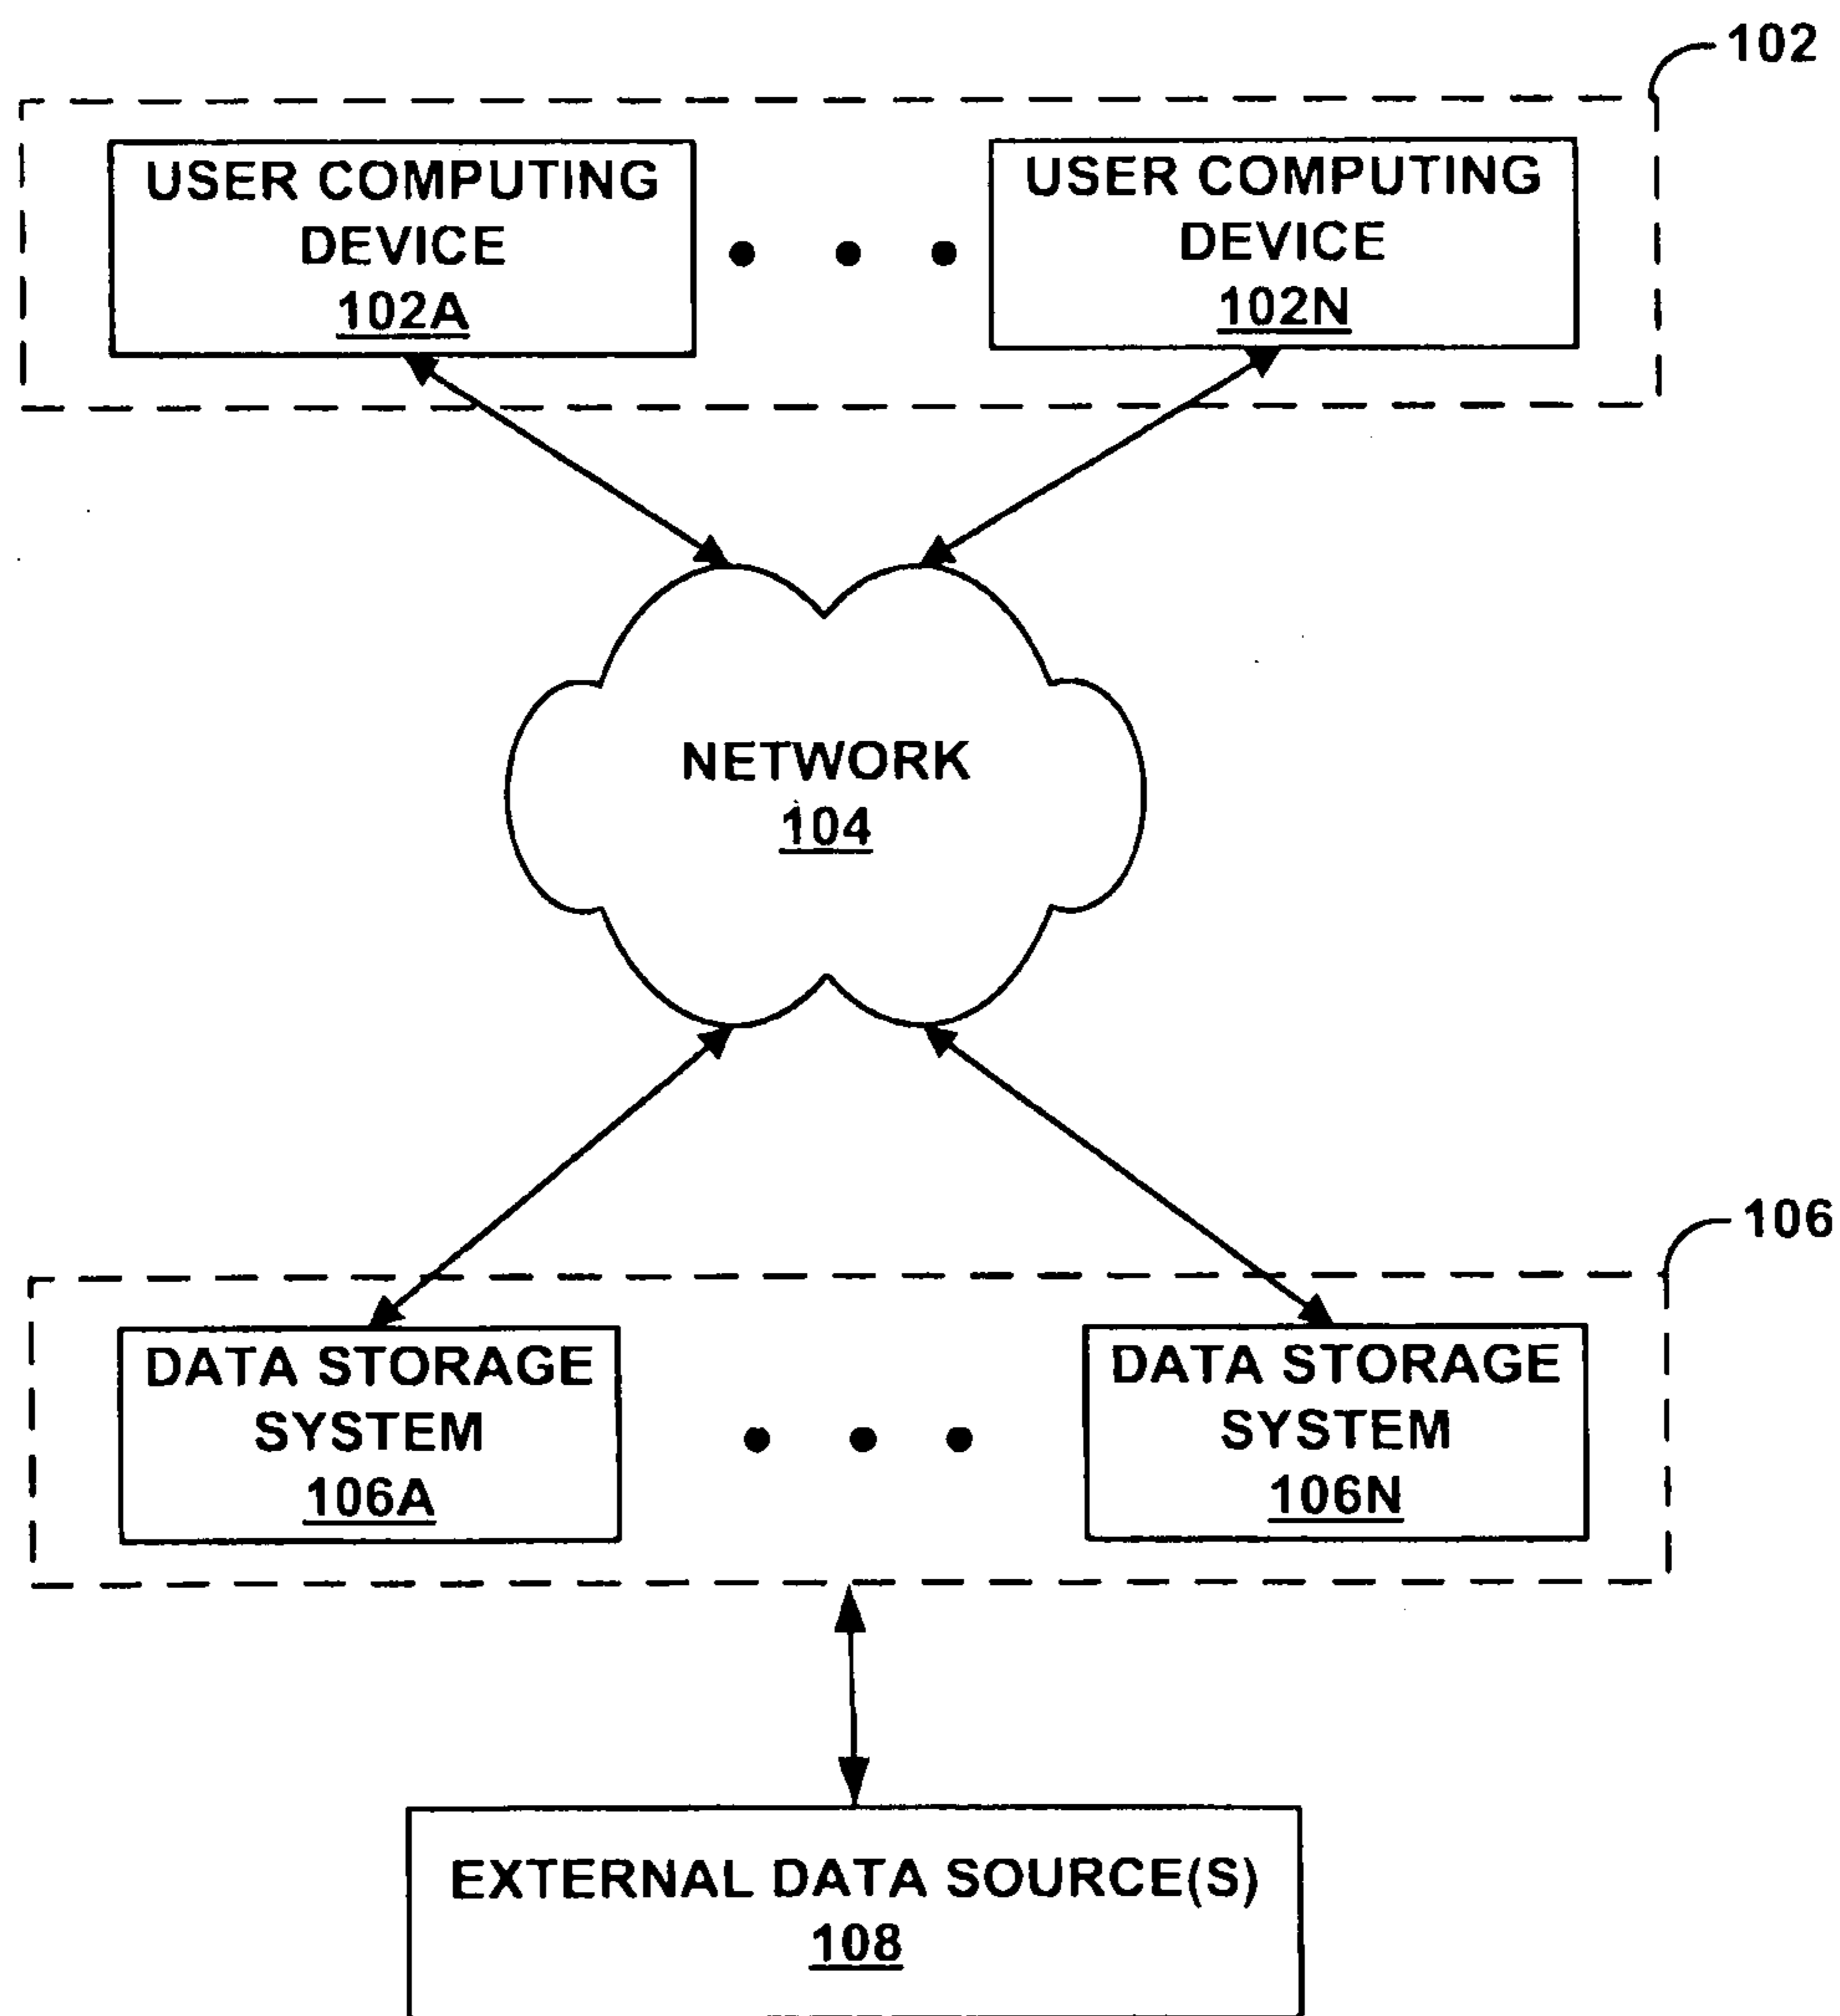 102
USER COMPUTING
DEVICE
102A
USER COMPUTING
DEVICE
102N
NETWORK
104
106
DATA STORAGE
SYSTEM
106A
DATA STORAGE
SYSTEM
106N
EXTERNAL DATA SOURCE(S)
108